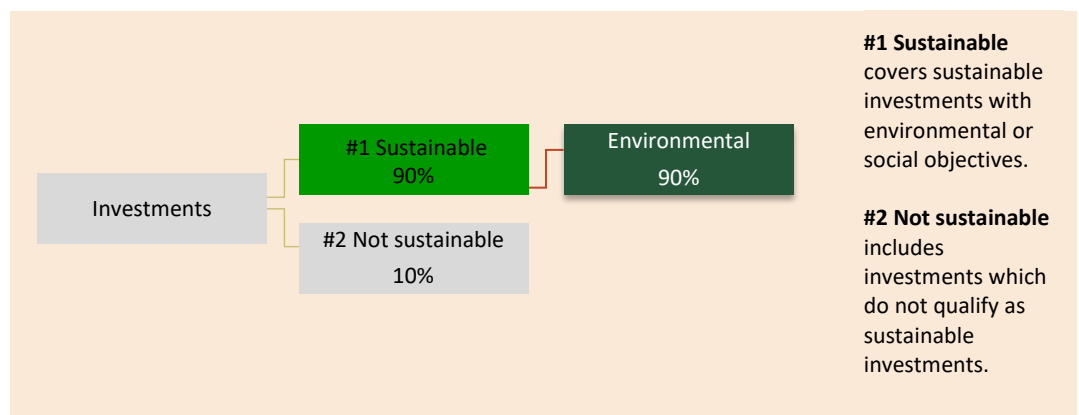 Investments
#1 Sustainable
90%
Environmental
90%
#2 Not sustainable
10%
#1 Sustainable
covers sustainable
investments with
environmental or
social objectives.
#2 Not sustainable
includes
investments which
do not qualify as
sustainable
investments.